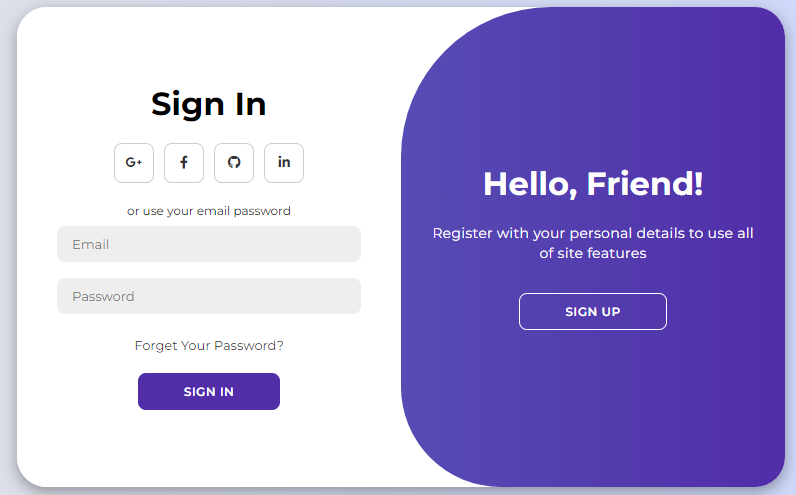 Sign In
G+
f
in
or use your email password
Email
Password
Forget Your Password?
SIGN IN
Hello, Friend!
Register with your personal details to use all
of site features
SIGN UP